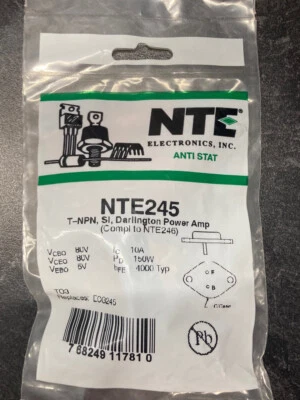 NTE
ELECTRONICS, INC.
ANTI STAT
NTE245
T-NPN, SI, Darlington Power Amp
(Compl to NTE246)
VCBO 80V IC 10A
VCEO 80V PD 150W
VEBO 5V hFE 4000 Typ
TO3
Replaces: ECG245
E
B
C Case
7 68249 11781 0
Pb